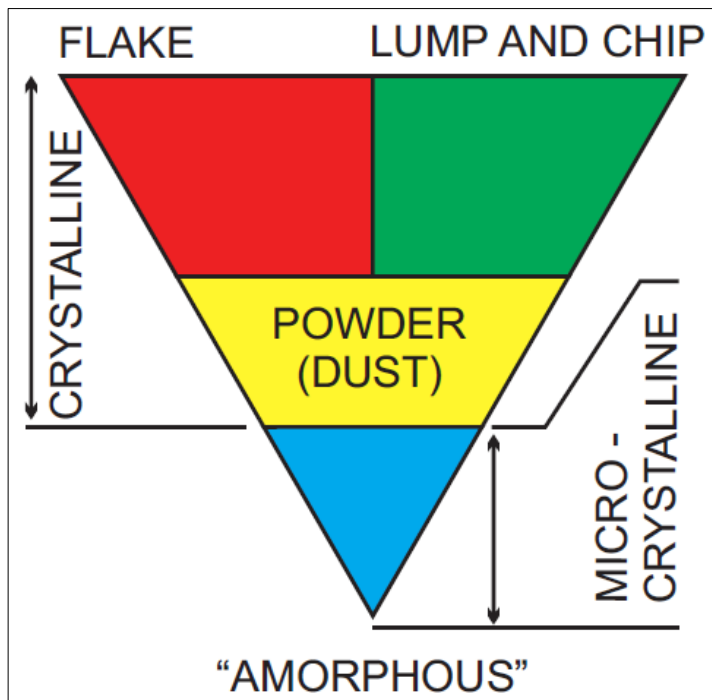 FLAKE
LUMP AND CHIP
CRYSTALLINE
POWDER
(DUST)
MICRO -
CRYSTALLINE
“AMORPHOUS”